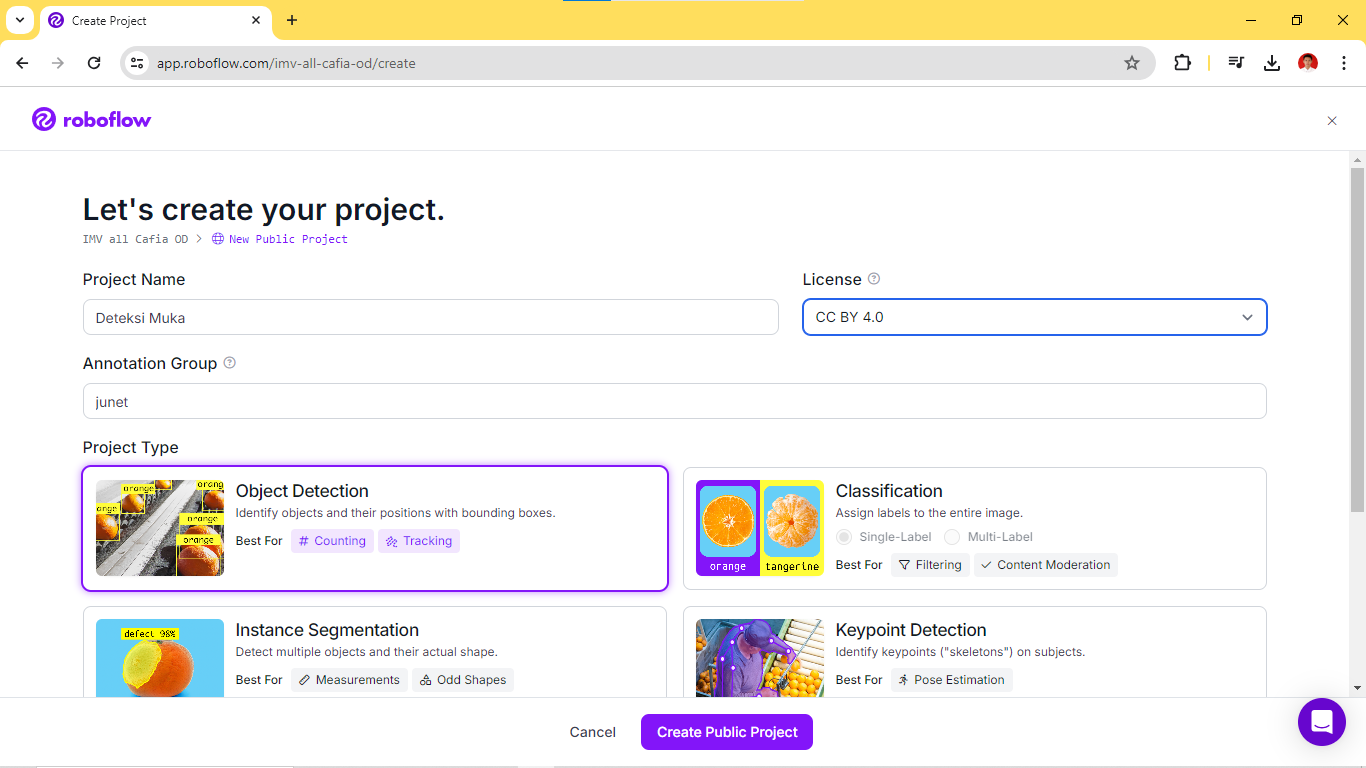 Create Project
app.roboflow.com/imv-all-cafia-od/create
roboflow
Let's create your project.
IMV all Cafia OD > New Public Project
Project Name
License
Deteksi Muka
CC BY 4.0
Annotation Group
junet
Project Type
orange
orang
ange
orange
orange
orange
Object Detection
Identify objects and their positions with bounding boxes.
Best For # Counting Tracking
orange tangerine
Classification
Assign labels to the entire image.
Single-Label Multi-Label
Best For Filtering Content Moderation
defect 98%
Instance Segmentation
Detect multiple objects and their actual shape.
Best For Measurements Odd Shapes
Keypoint Detection
Identify keypoints ("skeletons") on subjects.
Best For Pose Estimation
Cancel Create Public Project